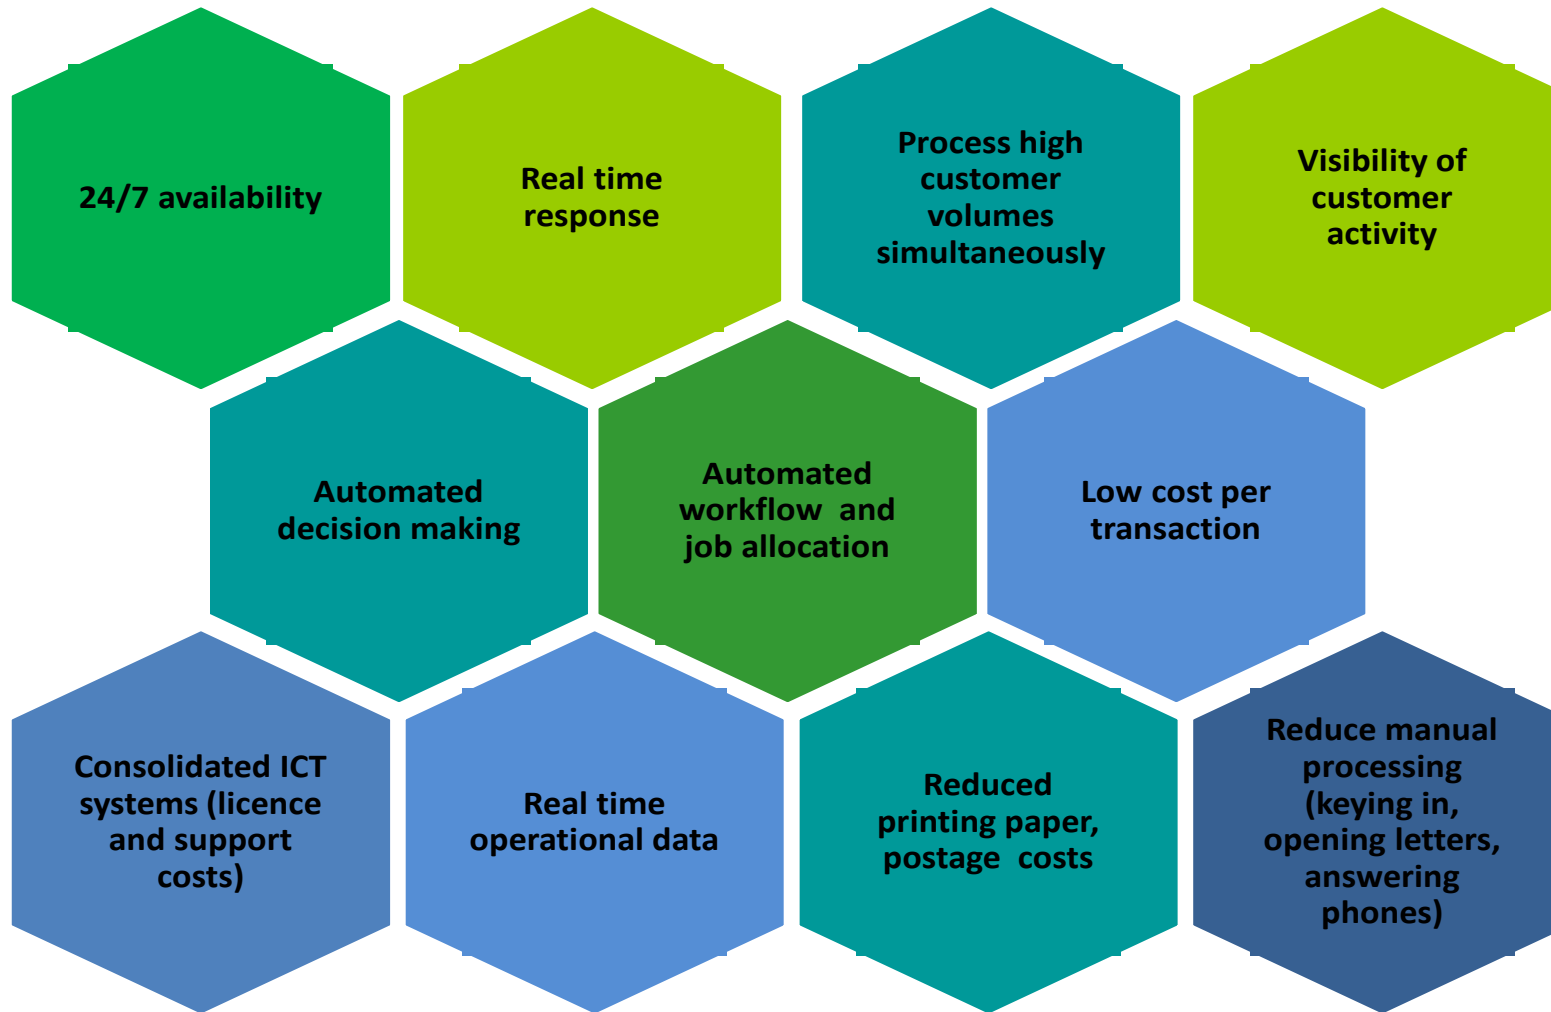 24/7 availability
Real time
response
Process high
customer
volumes
simultaneously
Visibility of
customer
activity
Automated
decision making
Automated
workflow  and
job allocation
Low cost per
transaction
Consolidated ICT
systems (licence
and support
costs)
Real time
operational data
Reduced
printing paper,
postage  costs
Reduce manual
processing
(keying in,
opening letters,
answering
phones)